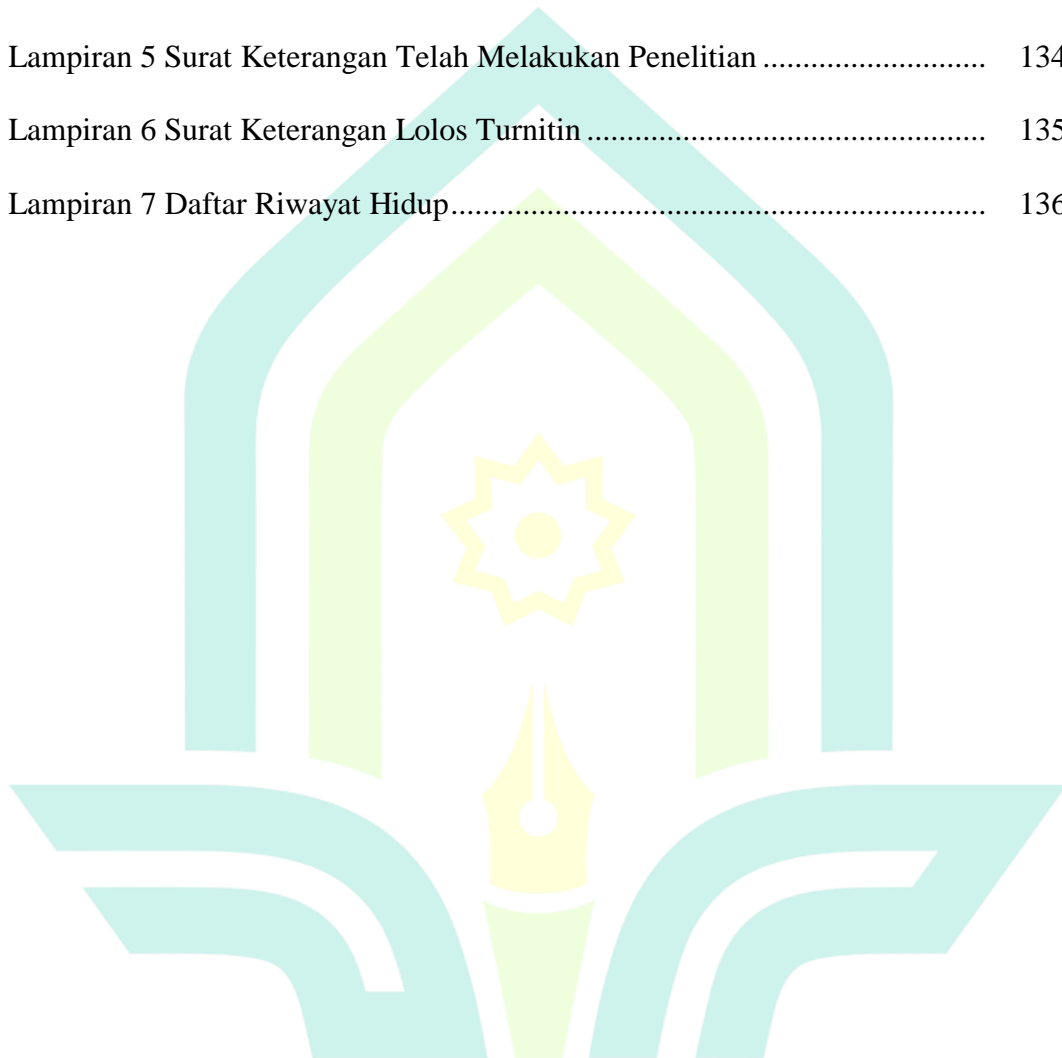 Lampiran 5 Surat Keterangan Telah Melakukan Penelitian ........................... 134
Lampiran 6 Surat Keterangan Lolos Turnitin ................................................. 135
Lampiran 7 Daftar Riwayat Hidup.................................................................. 136